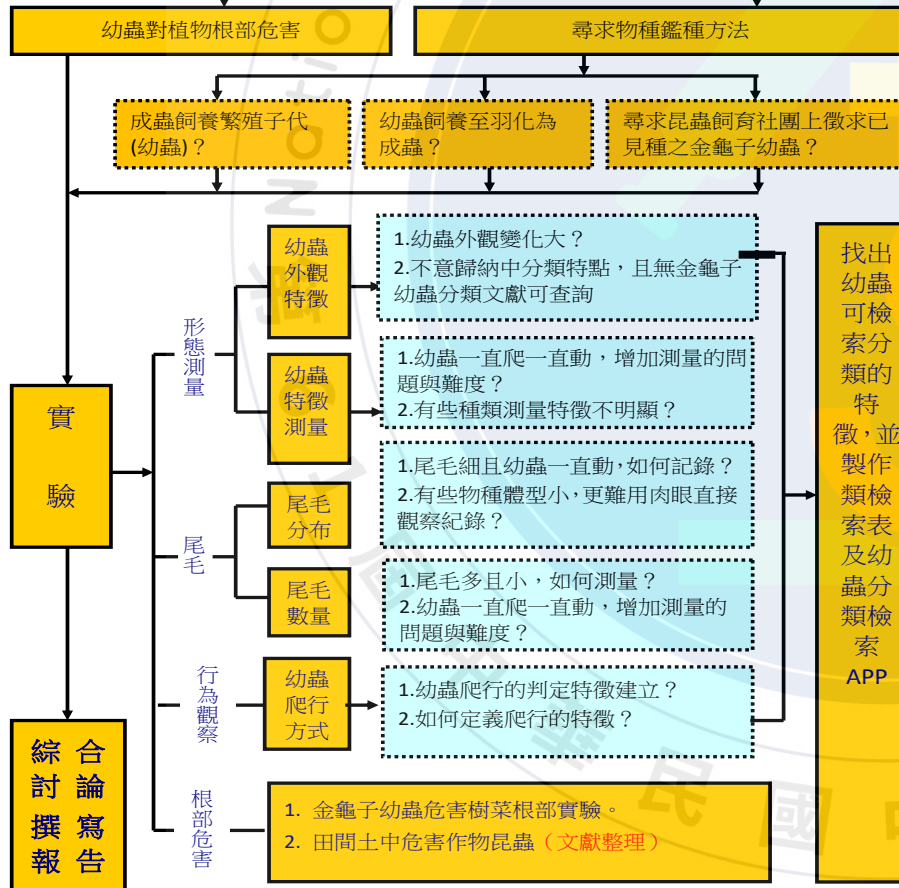 幼蟲對植物根部危害
尋求物種鑑種方法
成蟲飼養繁殖子代
(幼蟲)？
幼蟲飼養至羽化為
成蟲？
尋求昆蟲飼育社團上徵求已
見種之金龜子幼蟲？
形態測量
幼蟲
外觀
特徵
1.幼蟲外觀變化大？
2.不意歸納中分類特點，且無金龜子
幼蟲分類文獻可查詢
幼蟲
特徵
測量
1.幼蟲一直爬一直動，增加測量的問
題與難度？
2.有些種類測量特徵不明顯？
實
驗
尾毛
尾毛
分布
1.尾毛細且幼蟲一直動，如何記錄？
2.有些物種體型小，更難用肉眼直接
觀察紀錄？
尾毛
數量
1.尾毛多且小，如何測量？
2.幼蟲一直爬一直動，增加測量的
問題與難度？
行為觀察
幼蟲
爬行
方式
1.幼蟲爬行的判定特徵建立？
2.如何定義爬行的特徵？
根部危害
1. 金龜子幼蟲危害樹菜根部實驗。
2. 田間土中危害作物昆蟲（文獻整理）
找出
幼蟲
可檢
索分
類的
特
徵，並
製作
類檢
索表
及幼
蟲分
類檢
索
APP
綜合
討論
撰寫
報告
Natio
民國中華